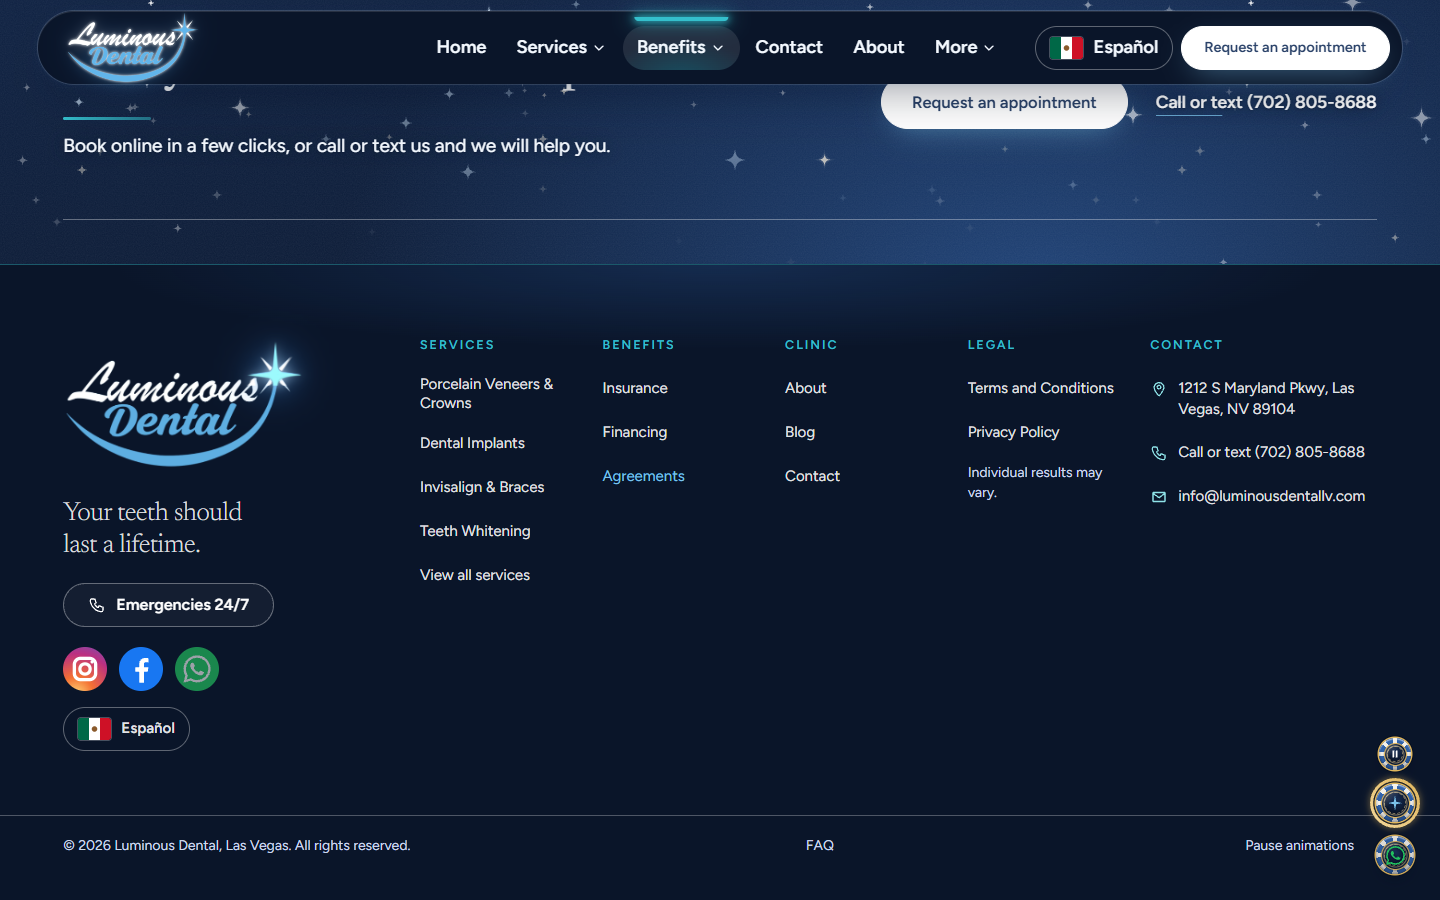 Luminous
Dental
Home
Services
Benefits
Contact
About
More
Español
Request an appointment
Request an appointment
Call or text (702) 805-8688
Book online in a few clicks, or call or text us and we will help you.
Luminous
Dental
Your teeth should
last a lifetime.
Emergencies 24/7
Español
SERVICES
Porcelain Veneers &
Crowns
Dental Implants
Invisalign & Braces
Teeth Whitening
View all services
BENEFITS
Insurance
Financing
Agreements
CLINIC
About
Blog
Contact
LEGAL
Terms and Conditions
Privacy Policy
Individual results may
vary.
CONTACT
1212 S Maryland Pkwy, Las
Vegas, NV 89104
Call or text (702) 805-8688
info@luminousdentallv.com
© 2026 Luminous Dental, Las Vegas. All rights reserved.
FAQ
Pause animations